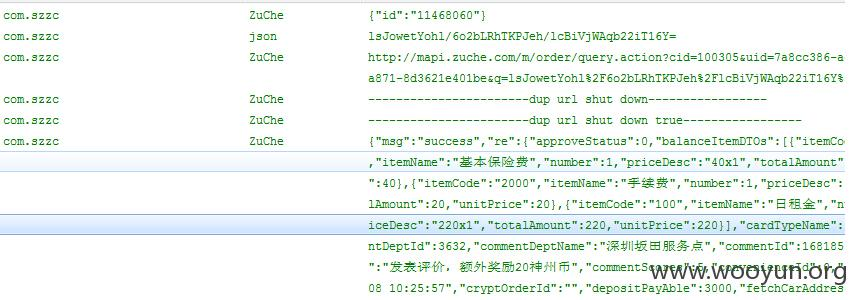 com.szzc ZuChe {"id":"11468060"}
com.szzc json lsJowetYohl/6o2bLRhTKPJeh/lcBiVjWAqb22iT16Y=
com.szzc ZuChe http://mapi.zuche.com/m/order/query.action?cid=100305&uid=7a8cc386-a
a871-8d3621e401be&q=lsJowetYohl%2F6o2bLRhTKPJeh%2FlcBiVjWAqb22iT16Y%
com.szzc ZuChe -----------------------dup url shut down-----------------
com.szzc ZuChe -----------------------dup url shut down true-----------------
com.szzc ZuChe {"msg":"success","re":{"approveStatus":0,"balanceItemDTOs":[{"itemCo
,"itemName":"基本保险费","number":1,"priceDesc":"40x1","totalAmount"
:40},{"itemCode":"2000","itemName":"手续费","number":1,"priceDesc":
lAmount":20,"unitPrice":20},{"itemCode":"100","itemName":"日租金","nu
iceDesc":"220x1","totalAmount":220,"unitPrice":220}],"cardTypeName":
ntDeptId":3632,"commentDeptName":"深圳坂田服务点","commentId":168185
:"发表评价，额外奖励20神州币","commentScores":5,"convenienceId":0,"
08 10:25:57","cryptOrderId":"","depositPayAble":3000,"fetchCarAddres
www.wooyun.org